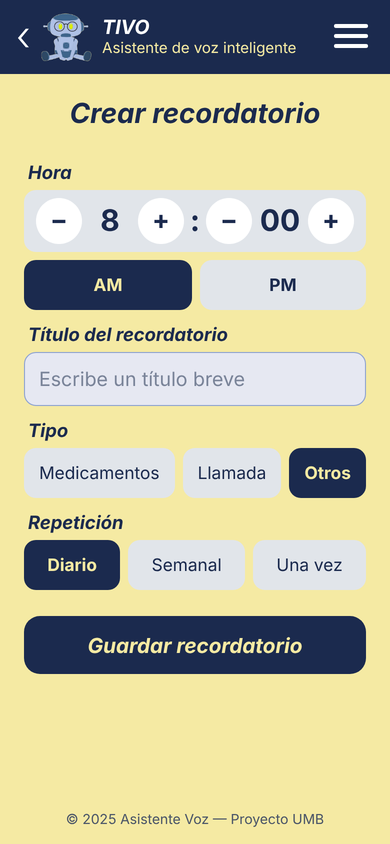 TIVO
Asistente de voz inteligente
Crear recordatorio
Hora
− 8 + : − 00 +
AM PM
Título del recordatorio
Escribe un título breve
Tipo
Medicamentos Llamada Otros
Repetición
Diario Semanal Una vez
Guardar recordatorio
© 2025 Asistente Voz — Proyecto UMB